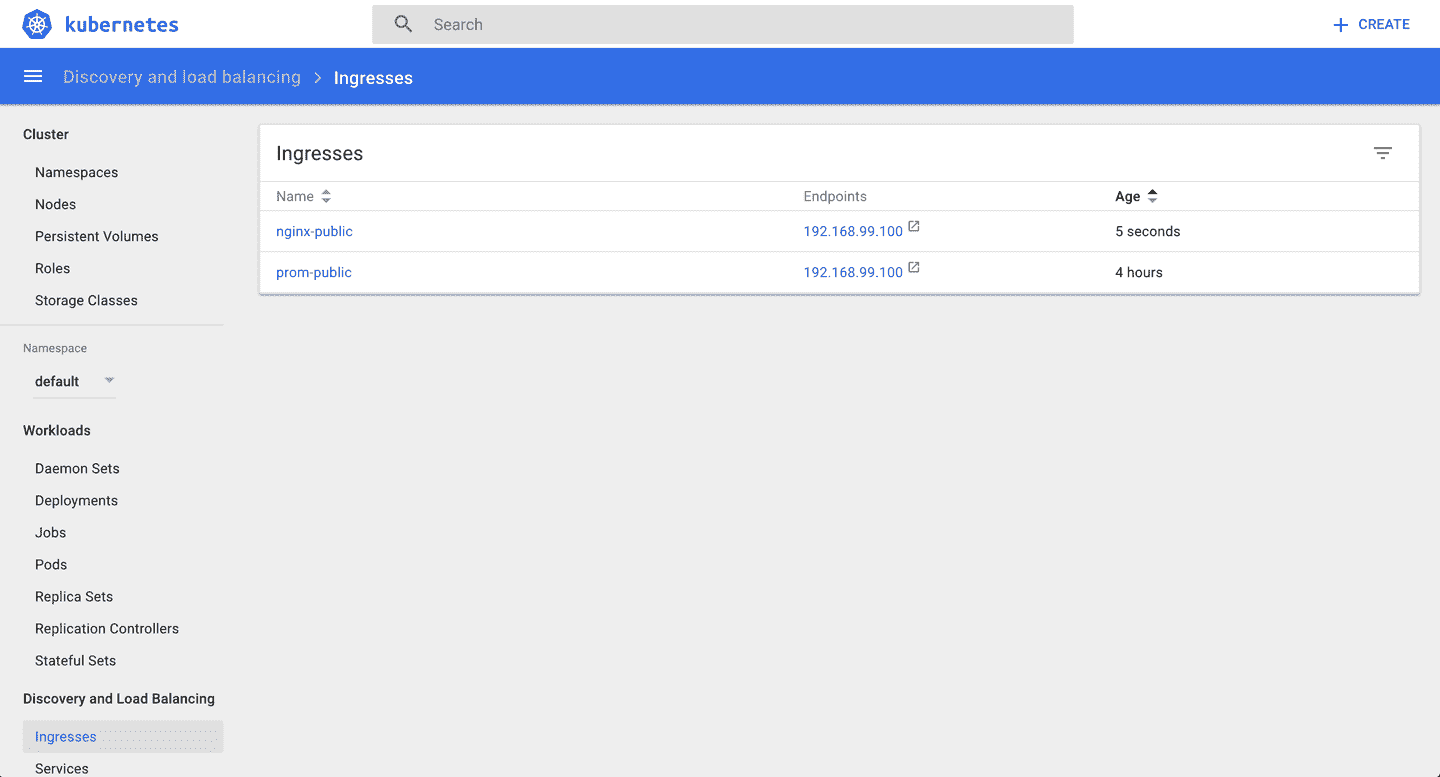 kubernetes
Search
CREATE
Discovery and load balancing > Ingresses
Cluster
Namespaces
Nodes
Persistent Volumes
Roles
Storage Classes
Namespace
default
Workloads
Daemon Sets
Deployments
Jobs
Pods
Replica Sets
Replication Controllers
Stateful Sets
Discovery and Load Balancing
Ingresses
Services
Ingresses
Name Endpoints Age
nginx-public 192.168.99.100 5 seconds
prom-public 192.168.99.100 4 hours